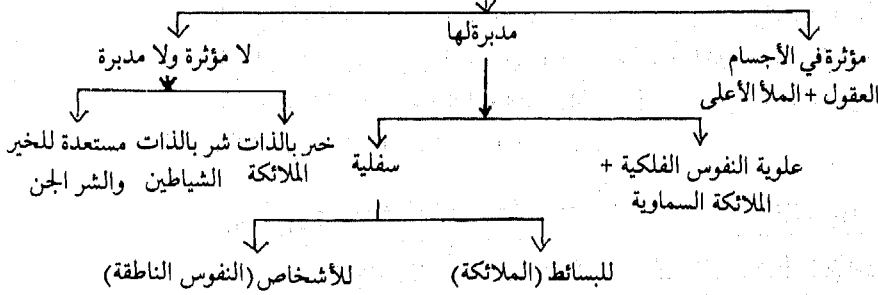 مؤثرة في الأجسام
العقول + الملأ الأعلى
مدبرة لها
لا مؤثرة ولا مدبرة
علوية النفوس الفلكية +
الملائكة السماوية
سفلية
خبر بالذات
الملائكة
شر بالذات
الشياطين
مستعدة للخير
والشر الجن
للبسائط (الملائكة)
للأشخاص (النفوس الناطقة)